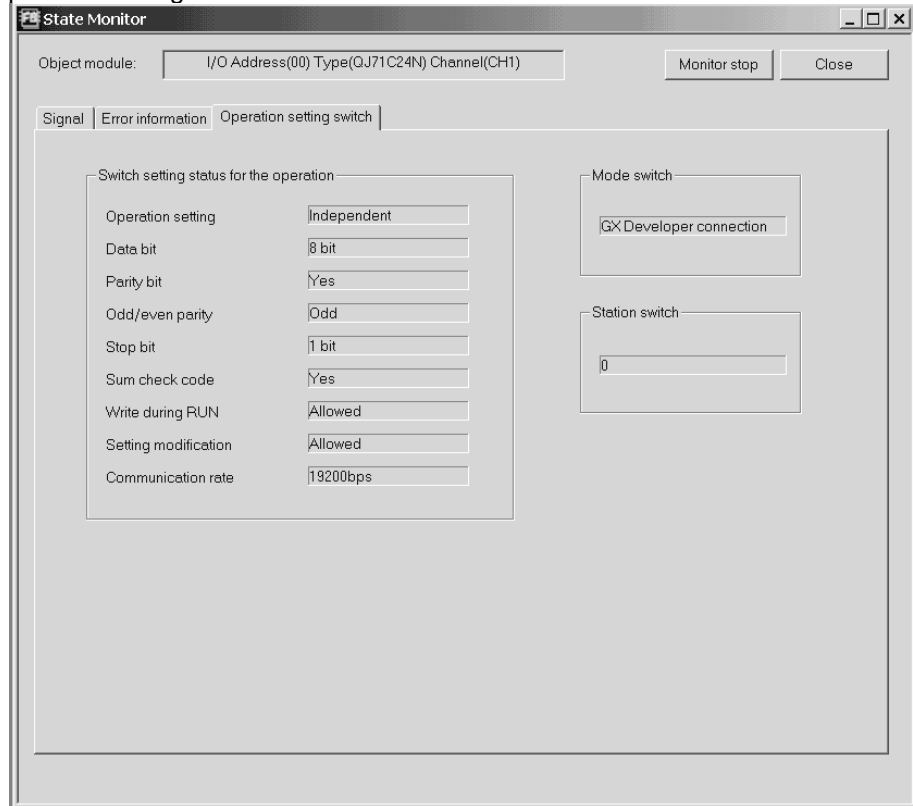 State Monitor
Object module: I/O Address(00) Type(QJ71C24N) Channel(CH1) Monitor stop Close
Signal Error information Operation setting switch
Switch setting status for the operation
Operation setting Independent
Data bit 8 bit
Parity bit Yes
Odd/even parity Odd
Stop bit 1 bit
Sum check code Yes
Write during RUN Allowed
Setting modification Allowed
Communication rate 19200bps
Mode switch
GX Developer connection
Station switch
0